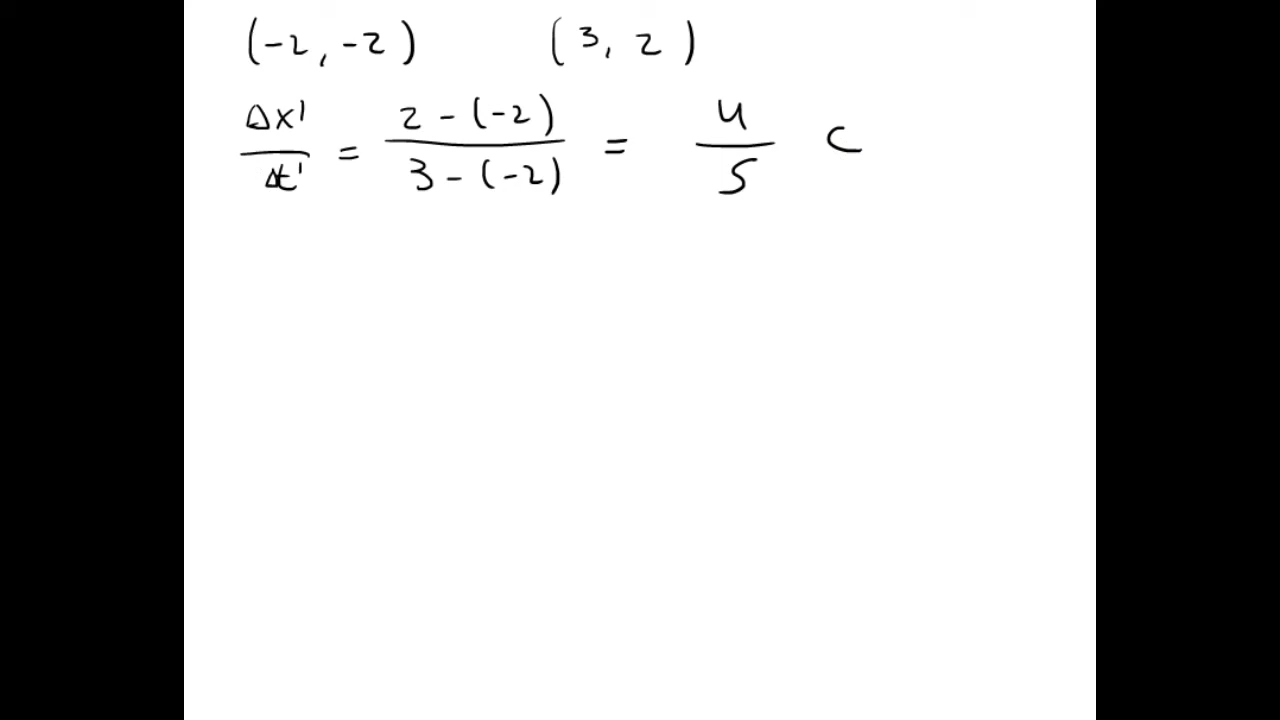 (-2, -2) (3, 2)
Δx'/Δt' = 2 - (-2)/3 - (-2) = 4/5 c